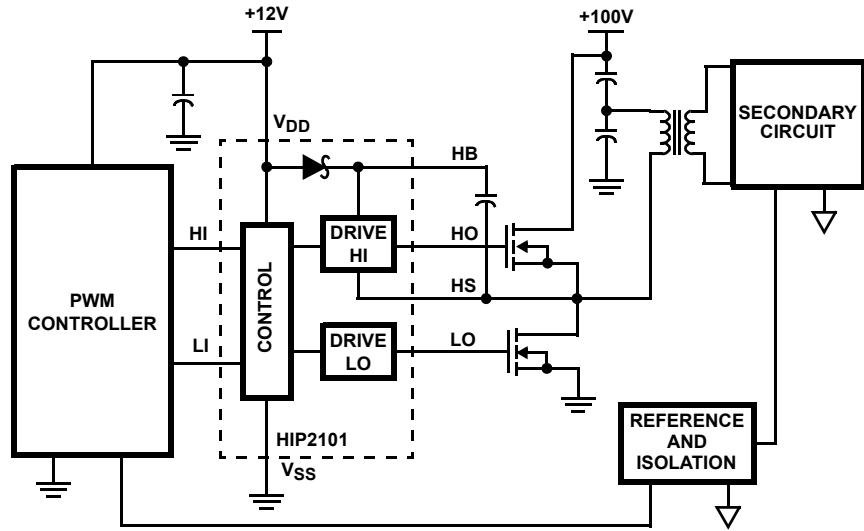 +12V
+100V
SECONDARY
CIRCUIT
VDD
HB
HI
DRIVE
HI
HO
PWM
CONTROLLER
CONTROL
HS
LI
DRIVE
LO
LO
HIP2101
VSS
REFERENCE
AND
ISOLATION